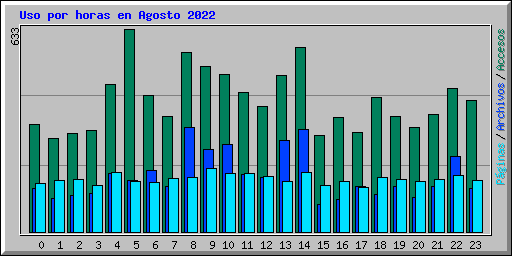 Uso por horas en Agosto 2022
633
Páginas / Archivos / Accesos
0 1 2 3 4 5 6 7 8 9 10 11 12 13 14 15 16 17 18 19 20 21 22 23